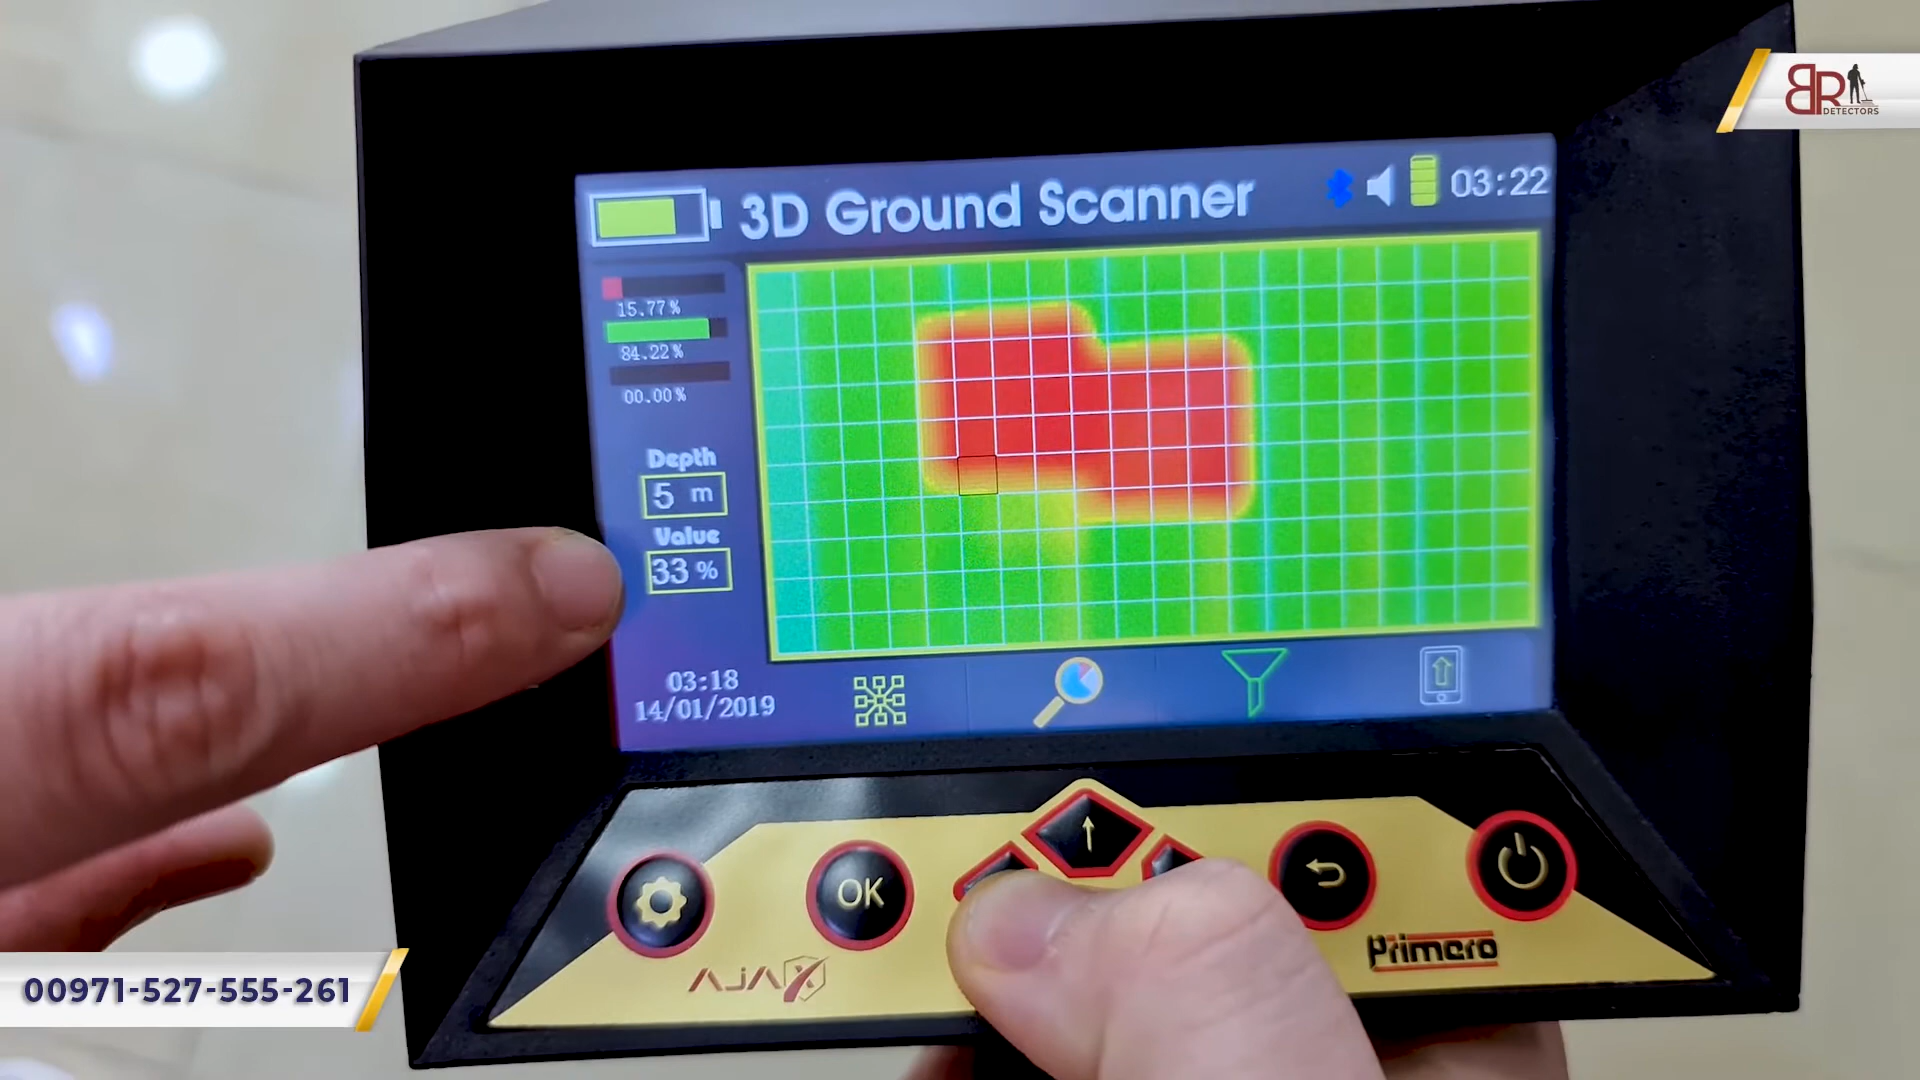 BR
DETECTORS
3D Ground Scanner
03:22
15.77%
84.22%
00.00%
Depth
5 m
Value
33 %
03:18
14/01/2019
OK
AJAX
Primero
00971-527-555-261